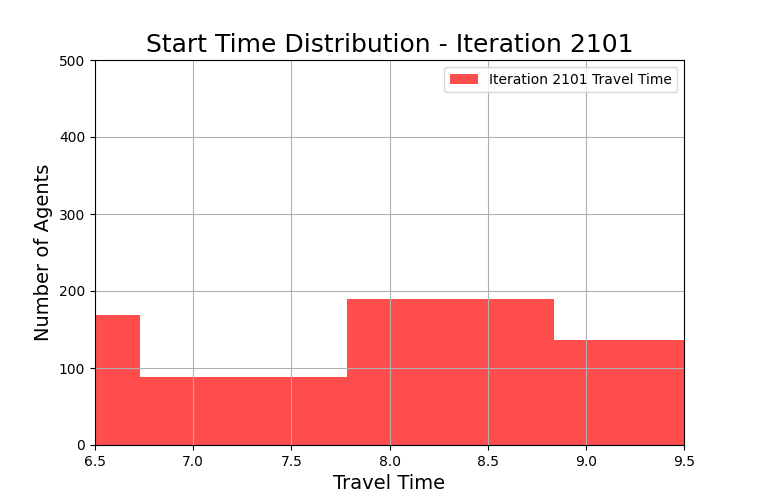 Start Time Distribution - Iteration 2101
Iteration 2101 Travel Time
Number of Agents
500
400
300
200
100
0
6.5 7.0 7.5 8.0 8.5 9.0 9.5
Travel Time